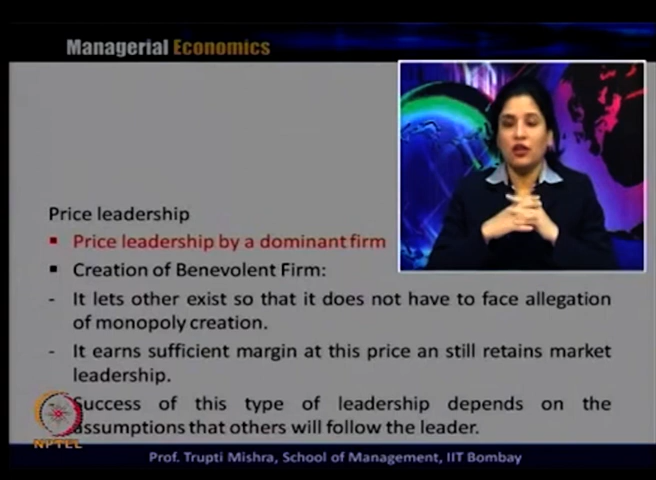 Managerial Economics
Price leadership
▪ Price leadership by a dominant firm
▪ Creation of Benevolent Firm:
- It lets other exist so that it does not have to face allegation
of monopoly creation.
- It earns sufficient margin at this price an still retains market
leadership.
- Success of this type of leadership depends on the
assumptions that others will follow the leader.
NPTEL
Prof. Trupti Mishra, School of Management, IIT Bombay